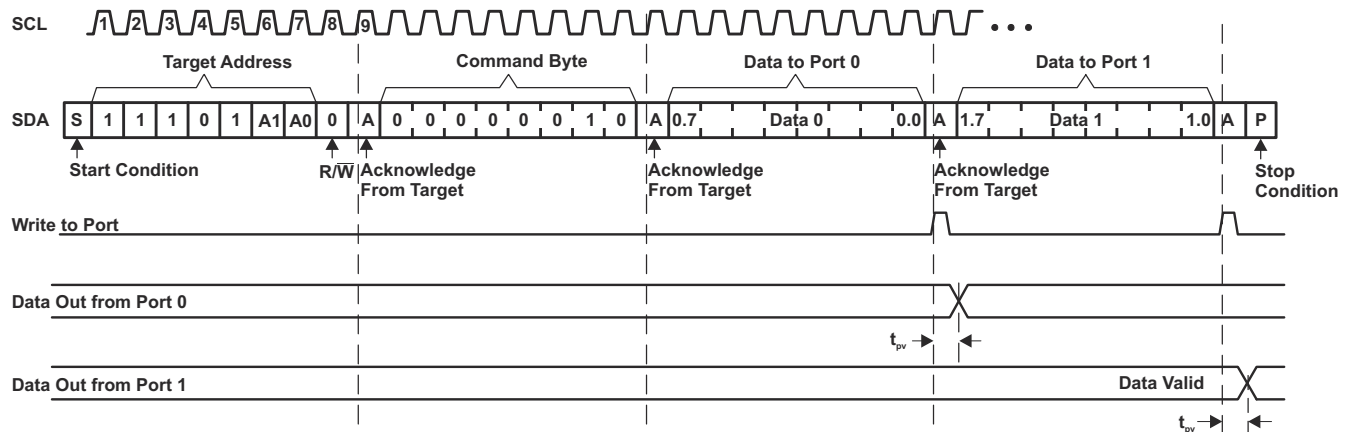 SCL 1 2 3 4 5 6 7 8 9
Target Address Command Byte Data to Port 0 Data to Port 1
SDA S 1 1 1 0 1 A1 A0 0 A 0 0 0 0 0 0 1 0 A 0.7 Data 0 0.0 A 1.7 Data 1 1.0 A P
Start Condition R/W Acknowledge From Target Acknowledge From Target Acknowledge From Target Stop Condition
Write to Port
Data Out from Port 0
tpv
Data Out from Port 1 Data Valid
tpv